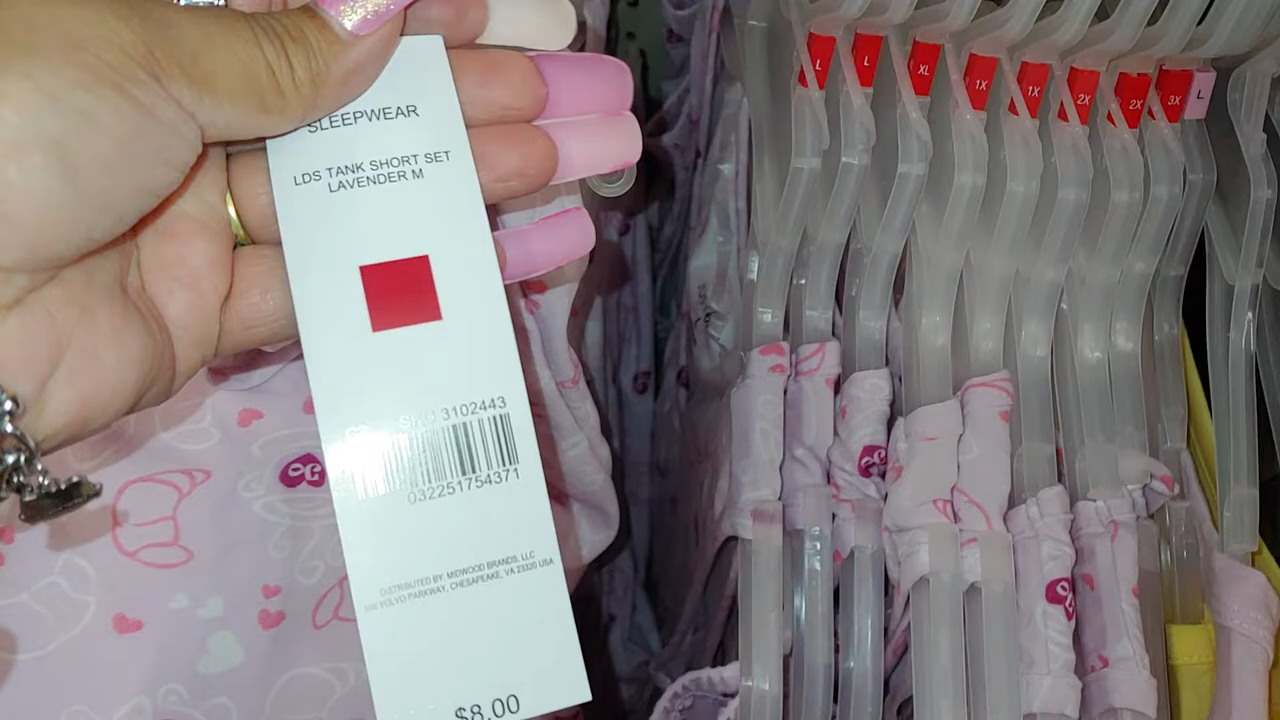 SLEEPWEAR
LDS TANK SHORT SET
LAVENDER M
SKU 3102443
032251754371
DISTRIBUTED BY: MIDWOOD BRANDS, LLC
VOLVO PARKWAY, CHESAPEAKE, VA 23320 USA
$8.00
L
L
XL
1X
1X
2X
2X
3X
L